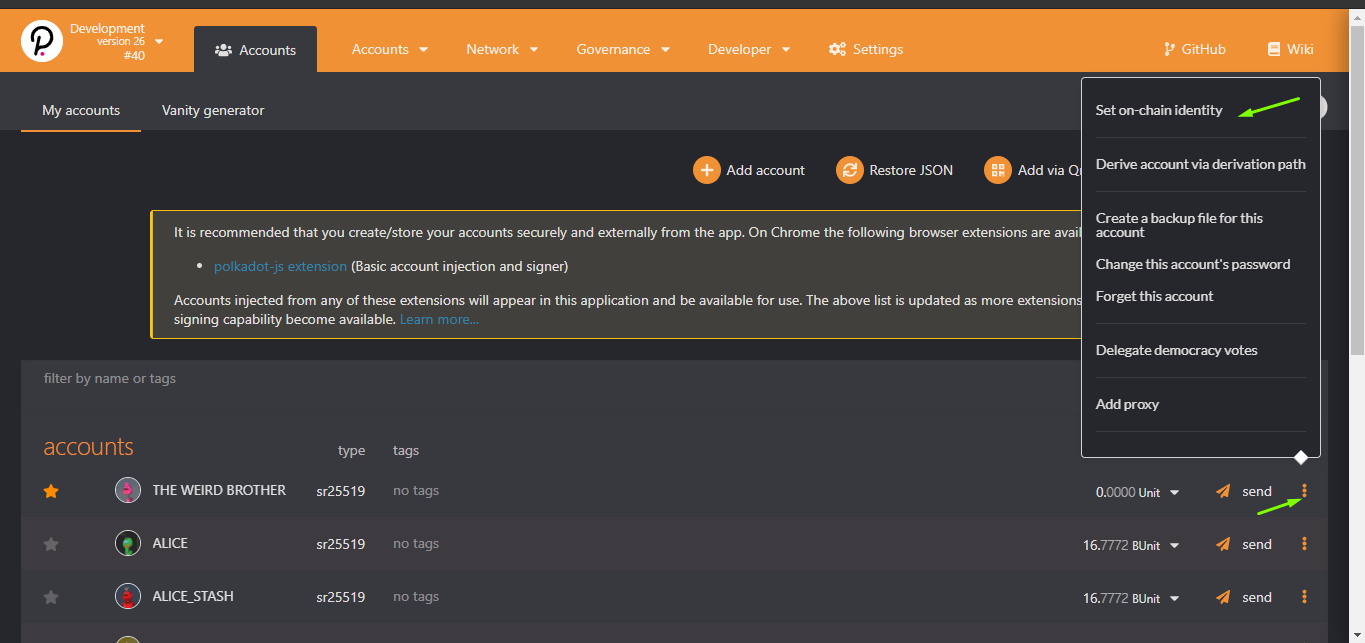 Development
version 26
#40
Accounts
Accounts
Network
Governance
Developer
Settings
GitHub
Wiki
My accounts
Vanity generator
Set on-chain identity
Derive account via derivation path
Create a backup file for this
account
Change this account's password
Forget this account
Delegate democracy votes
Add proxy
Add account
Restore JSON
Add via
It is recommended that you create/store your accounts securely and externally from the app. On Chrome the following browser extensions are
• polkadot-js extension (Basic account injection and signer)
Accounts injected from any of these extensions will appear in this application and be available for use. The above list is updated as more extensions
signing capability become available. Learn more...
filter by name or tags
accounts
type
tags
THE WEIRD BROTHER sr25519 no tags 0.0000 Unit send
ALICE sr25519 no tags 16.7772 BUnit send
ALICE_STASH sr25519 no tags 16.7772 BUnit send